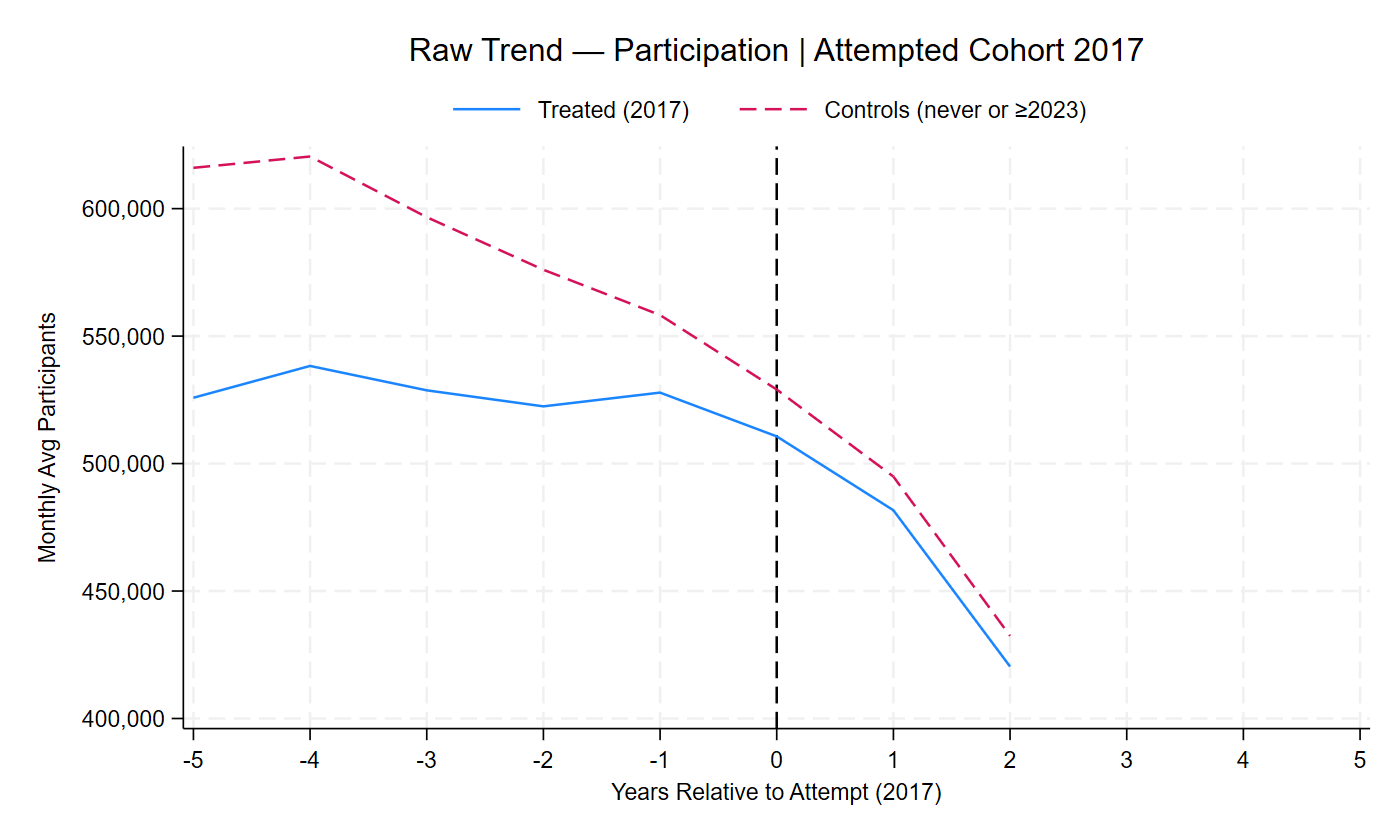 Raw Trend — Participation | Attempted Cohort 2017
Treated (2017) Controls (never or ≥2023)
Monthly Avg Participants
600,000
550,000
500,000
450,000
400,000
-5 -4 -3 -2 -1 0 1 2 3 4 5
Years Relative to Attempt (2017)